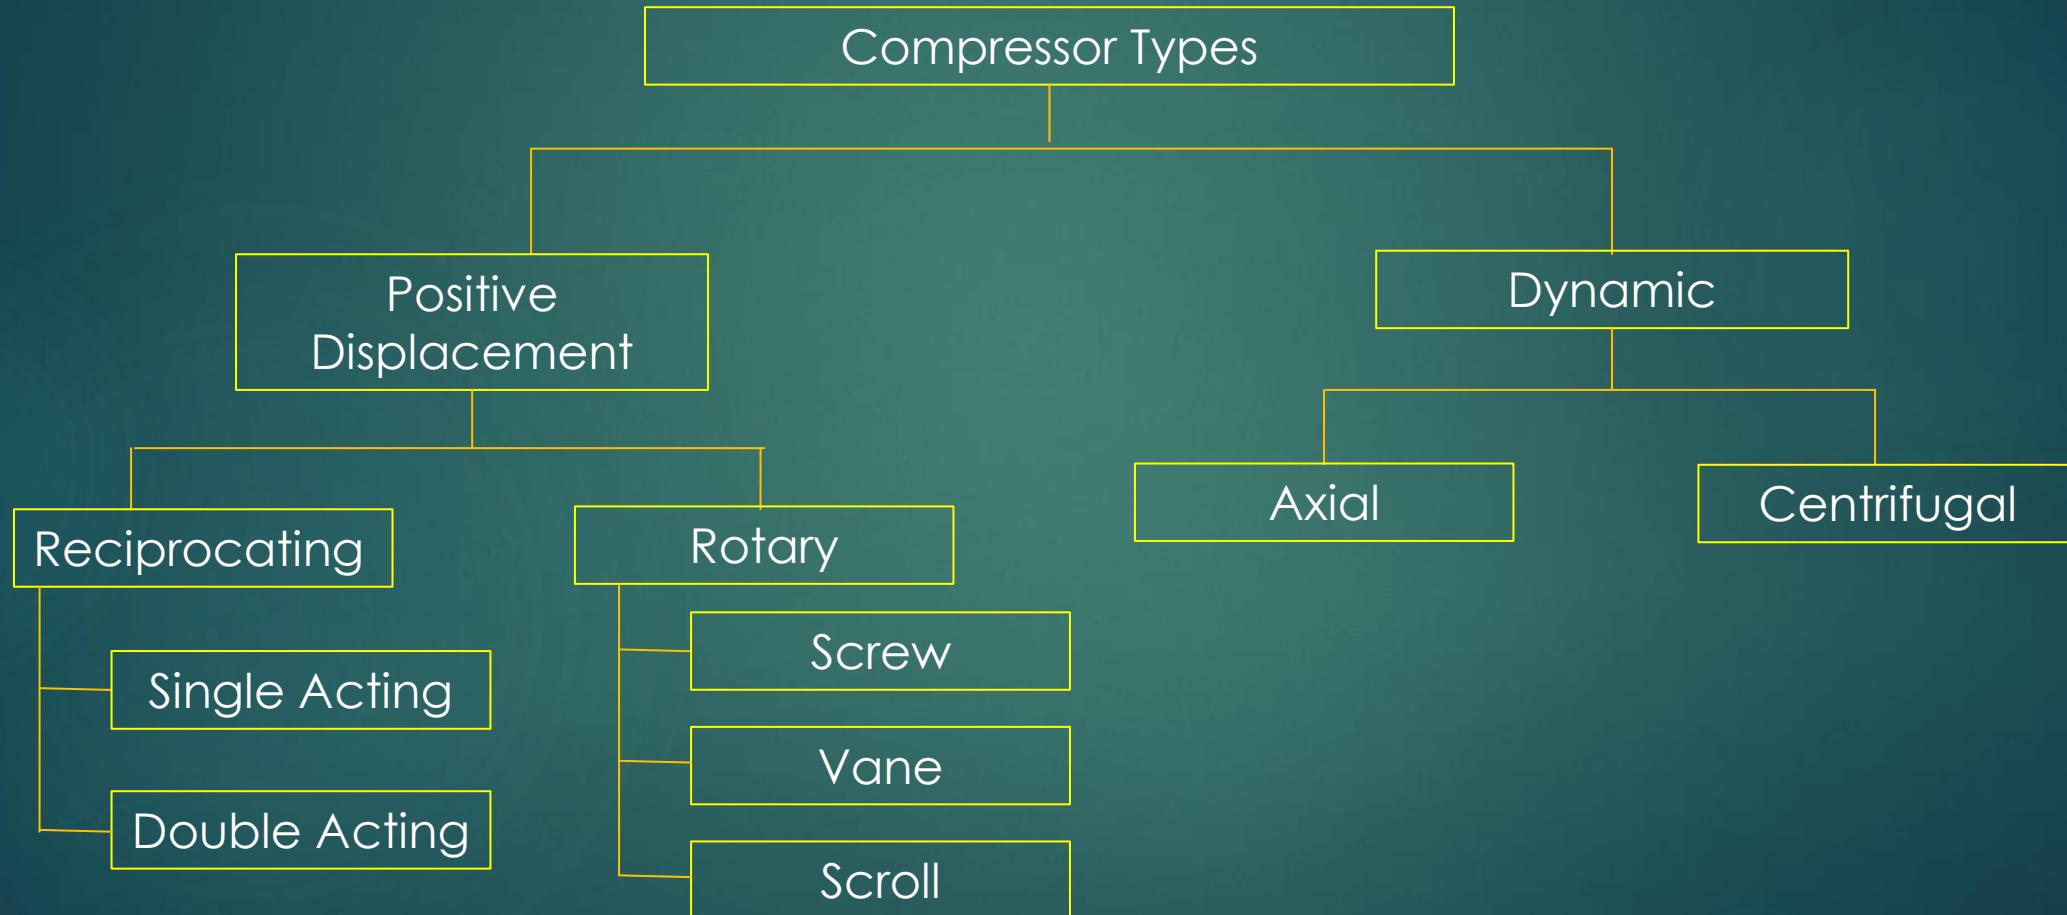 Compressor Types
Positive
Displacement
Dynamic
Reciprocating
Rotary
Axial
Centrifugal
Single Acting
Double Acting
Screw
Vane
Scroll